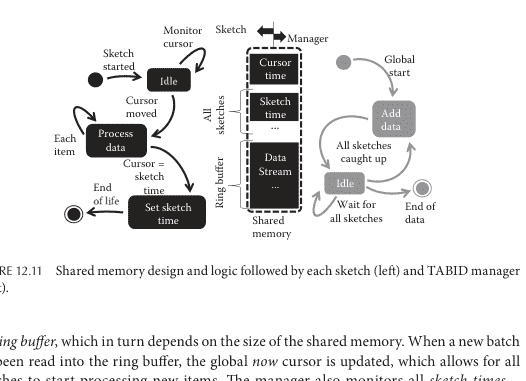 Monitor
cursor
Sketch
Manager
Sketch
started
Idle
Cursor
time
Global
start
Cursor
moved
All
sketches
Sketch
time
...
Add
data
Each
item
Process
data
Cursor =
sketch
time
Ring buffer
Data
Stream
...
All sketches
caught up
Idle
End
of life
Set sketch
time
Wait for
all sketches
End of
data
Shared
memory
RE 12.11 Shared memory design and logic followed by each sketch (left) and TABID manager
t).
ing buffer, which in turn depends on the size of the shared memory. When a new batch
been read into the ring buffer, the global now cursor is updated, which allows for all
hes to start processing new items. The manager also monitors all sketch times